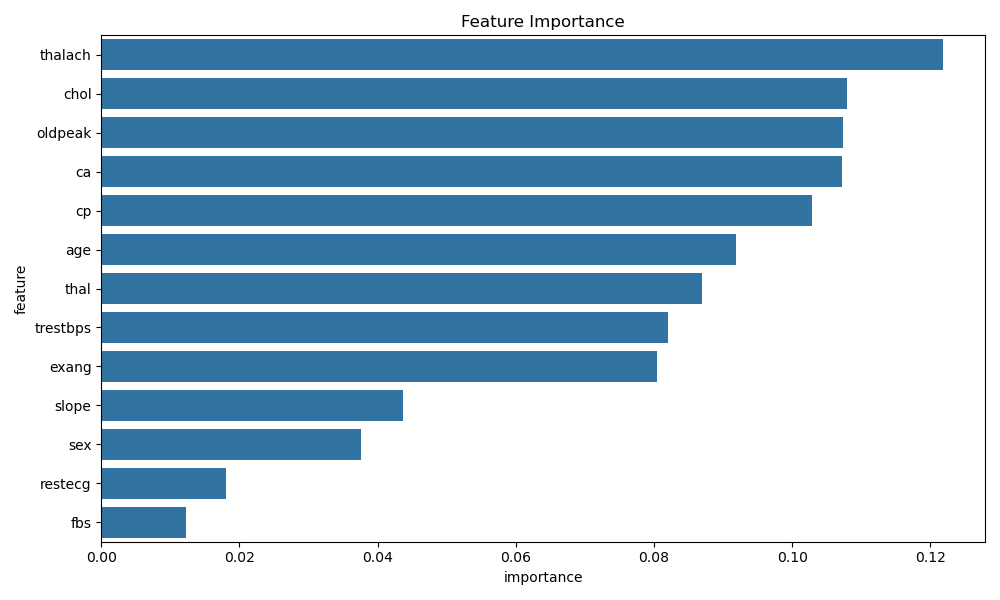 Feature Importance
thalach
chol
oldpeak
ca
cp
age
thal
trestbps
exang
slope
sex
restecg
fbs
feature
0.00 0.02 0.04 0.06 0.08 0.10 0.12
importance